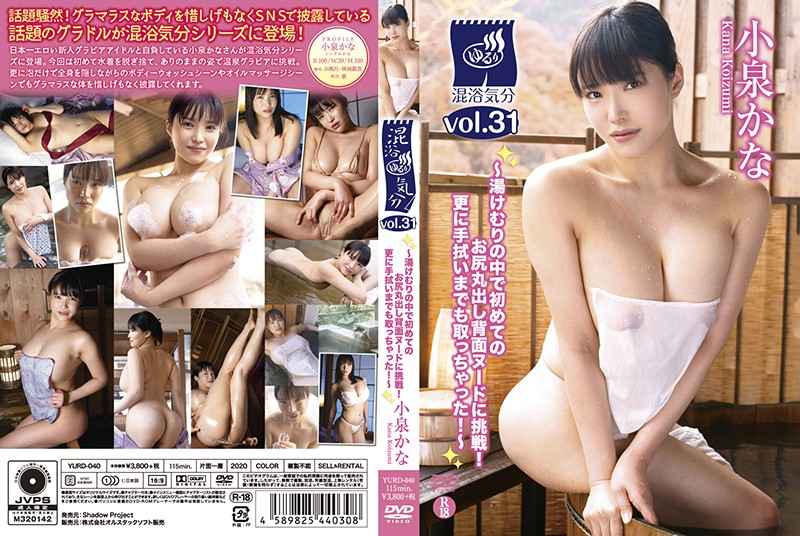 話題騒然！グラマラスなボディを惜しげもなくSNSで披露している
話題のグラドルが混浴気分シリーズに登場！
日本一エロい新人グラビアアイドルと自負している小泉かなさんが混浴気分シリー
ズに登場。今回は初めて水着を脱ぎ捨て、ありのままの姿で温泉グラビアに挑戦。
更に泡だけで全身を隠しながらのボディーウォッシュシーンやオイルマッサージシー
ンでもグラマラスな体を惜しげもなく披露してくれます。
PROFILE
小泉かな
混浴
ゆるり
気分
vol.31
～湯けむりの中で初めての
お尻丸出し背面ヌードに挑戦！
更に手拭いまでも取っちゃった！～
小泉かな
Kana Koizumi
YURD-040
115min.
¥3,800+税
DVD
VIDEO
ゆるり
混浴気分
vol.31
～湯けむりの中で初めての
お尻丸出し背面ヌードに挑戦！
更に手拭いまでも取っちゃった！～
小泉かな
Kana Koizumi
R18
JVPS
M320142
YURD-040
¥3,800+税
115min.
片面一層
2020
COLOR
複製不能
SELL&RENTAL
DVD
VIDEO
日本語
16:9
R-18
発売元：Shadow Project
販売元：株式会社オルスタックソフト販売
4 589825 440308